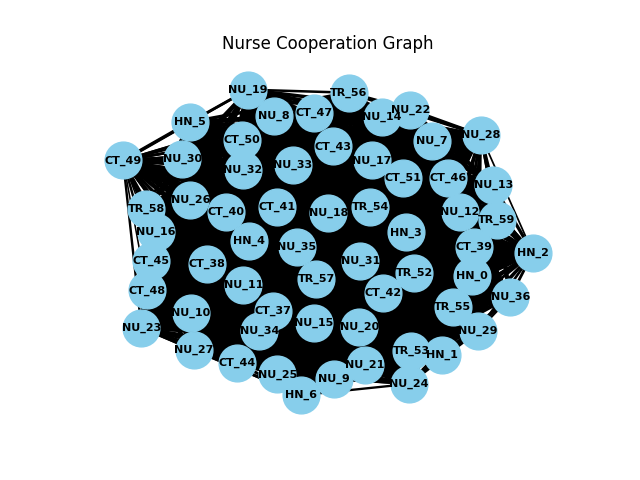 Nurse Cooperation Graph
NU_19
TR_56
NU_22
NU_8
CT_47
NU_14
HN_5
NU_28
CT_50
NU_7
CT_43
CT_49
NU_30
NU_17
NU_33
NU_32
CT_51
CT_46
NU_13
NU_26
TR_58
CT_40
CT_41
NU_18
TR_54
NU_12
TR_59
NU_16
HN_3
HN_4
NU_35
CT_39
HN_2
CT_45
CT_38
NU_31
TR_52
HN_0
TR_57
NU_11
CT_48
CT_42
NU_36
TR_55
CT_37
NU_10
NU_23
NU_34
NU_15
NU_20
NU_29
NU_27
TR_53
HN_1
CT_44
NU_21
NU_25
NU_9
NU_24
HN_6